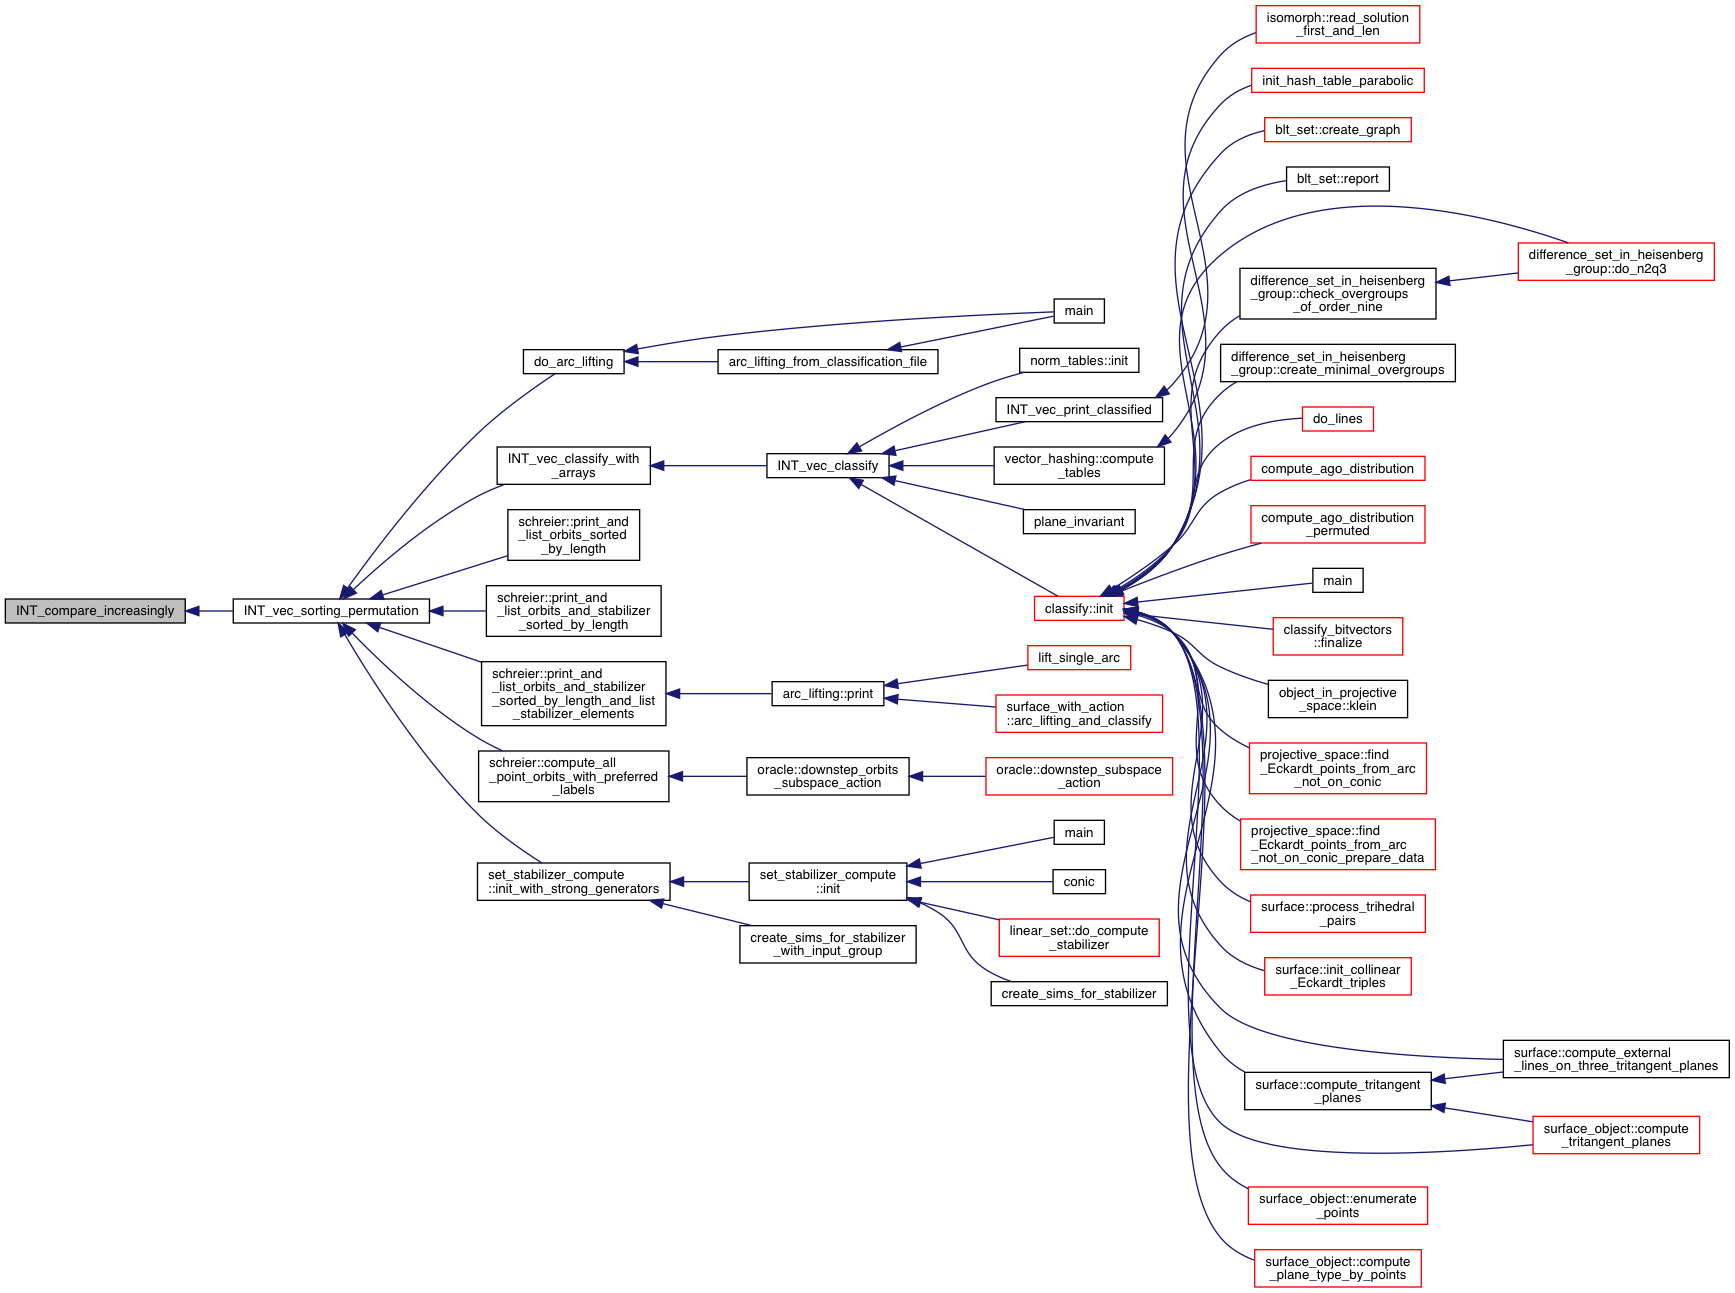 INT_compare_increasingly
INT_vec_sorting_permutation
do_arc_lifting
INT_vec_classify_with
_arrays
schreier::print_and
_list_orbits_sorted
_by_length
schreier::print_and
_list_orbits_and_stabilizer
_sorted_by_length
schreier::print_and
_list_orbits_and_stabilizer
_sorted_by_length_and_list
_stabilizer_elements
schreier::compute_all
_point_orbits_with_preferred
_labels
set_stabilizer_compute
::init_with_strong_generators
arc_lifting_from_classification_file
INT_vec_classify
arc_lifting::print
oracle::downstep_orbits
_subspace_action
set_stabilizer_compute
::init
create_sims_for_stabilizer
_with_input_group
main
norm_tables::init
INT_vec_print_classified
vector_hashing::compute
_tables
plane_invariant
classify::init
lift_single_arc
surface_with_action
::arc_lifting_and_classify
oracle::downstep_subspace
_action
main
conic
linear_set::do_compute
_stabilizer
create_sims_for_stabilizer
isomorph::read_solution
_first_and_len
init_hash_table_parabolic
blt_set::create_graph
blt_set::report
difference_set_in_heisenberg
_group::check_overgroups
_of_order_nine
difference_set_in_heisenberg
_group::create_minimal_overgroups
do_lines
compute_ago_distribution
compute_ago_distribution
_permuted
main
classify_bitvectors
::finalize
object_in_projective
_space::klein
projective_space::find
_Eckardt_points_from_arc
_not_on_conic
projective_space::find
_Eckardt_points_from_arc
_not_on_conic_prepare_data
surface::process_trihedral
_pairs
surface::init_collinear
_Eckardt_triples
surface::compute_tritangent
_planes
surface_object::enumerate
_points
surface_object::compute
_plane_type_by_points
difference_set_in_heisenberg
_group::do_n2q3
surface::compute_external
_lines_on_three_tritangent_planes
surface_object::compute
_tritangent_planes